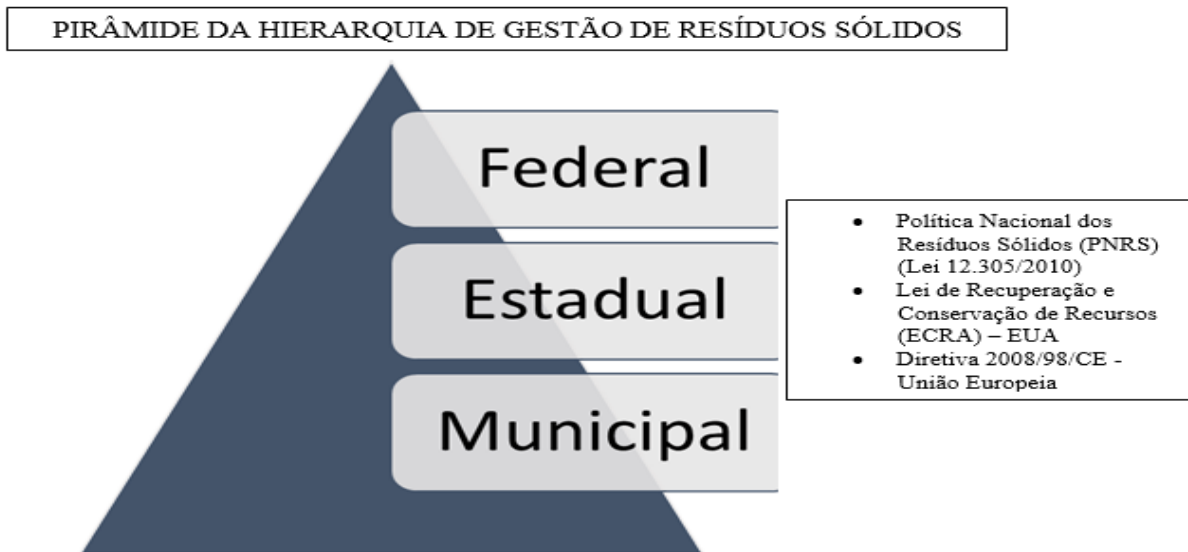 PIRÂMIDE DA HIERARQUIA DE GESTÃO DE RESÍDUOS SÓLIDOS
Federal
Estadual
Municipal
• Política Nacional dos
Resíduos Sólidos (PNRS)
(Lei 12.305/2010)
• Lei de Recuperação e
Conservação de Recursos
(ECRA) – EUA
• Diretiva 2008/98/CE -
União Europeia